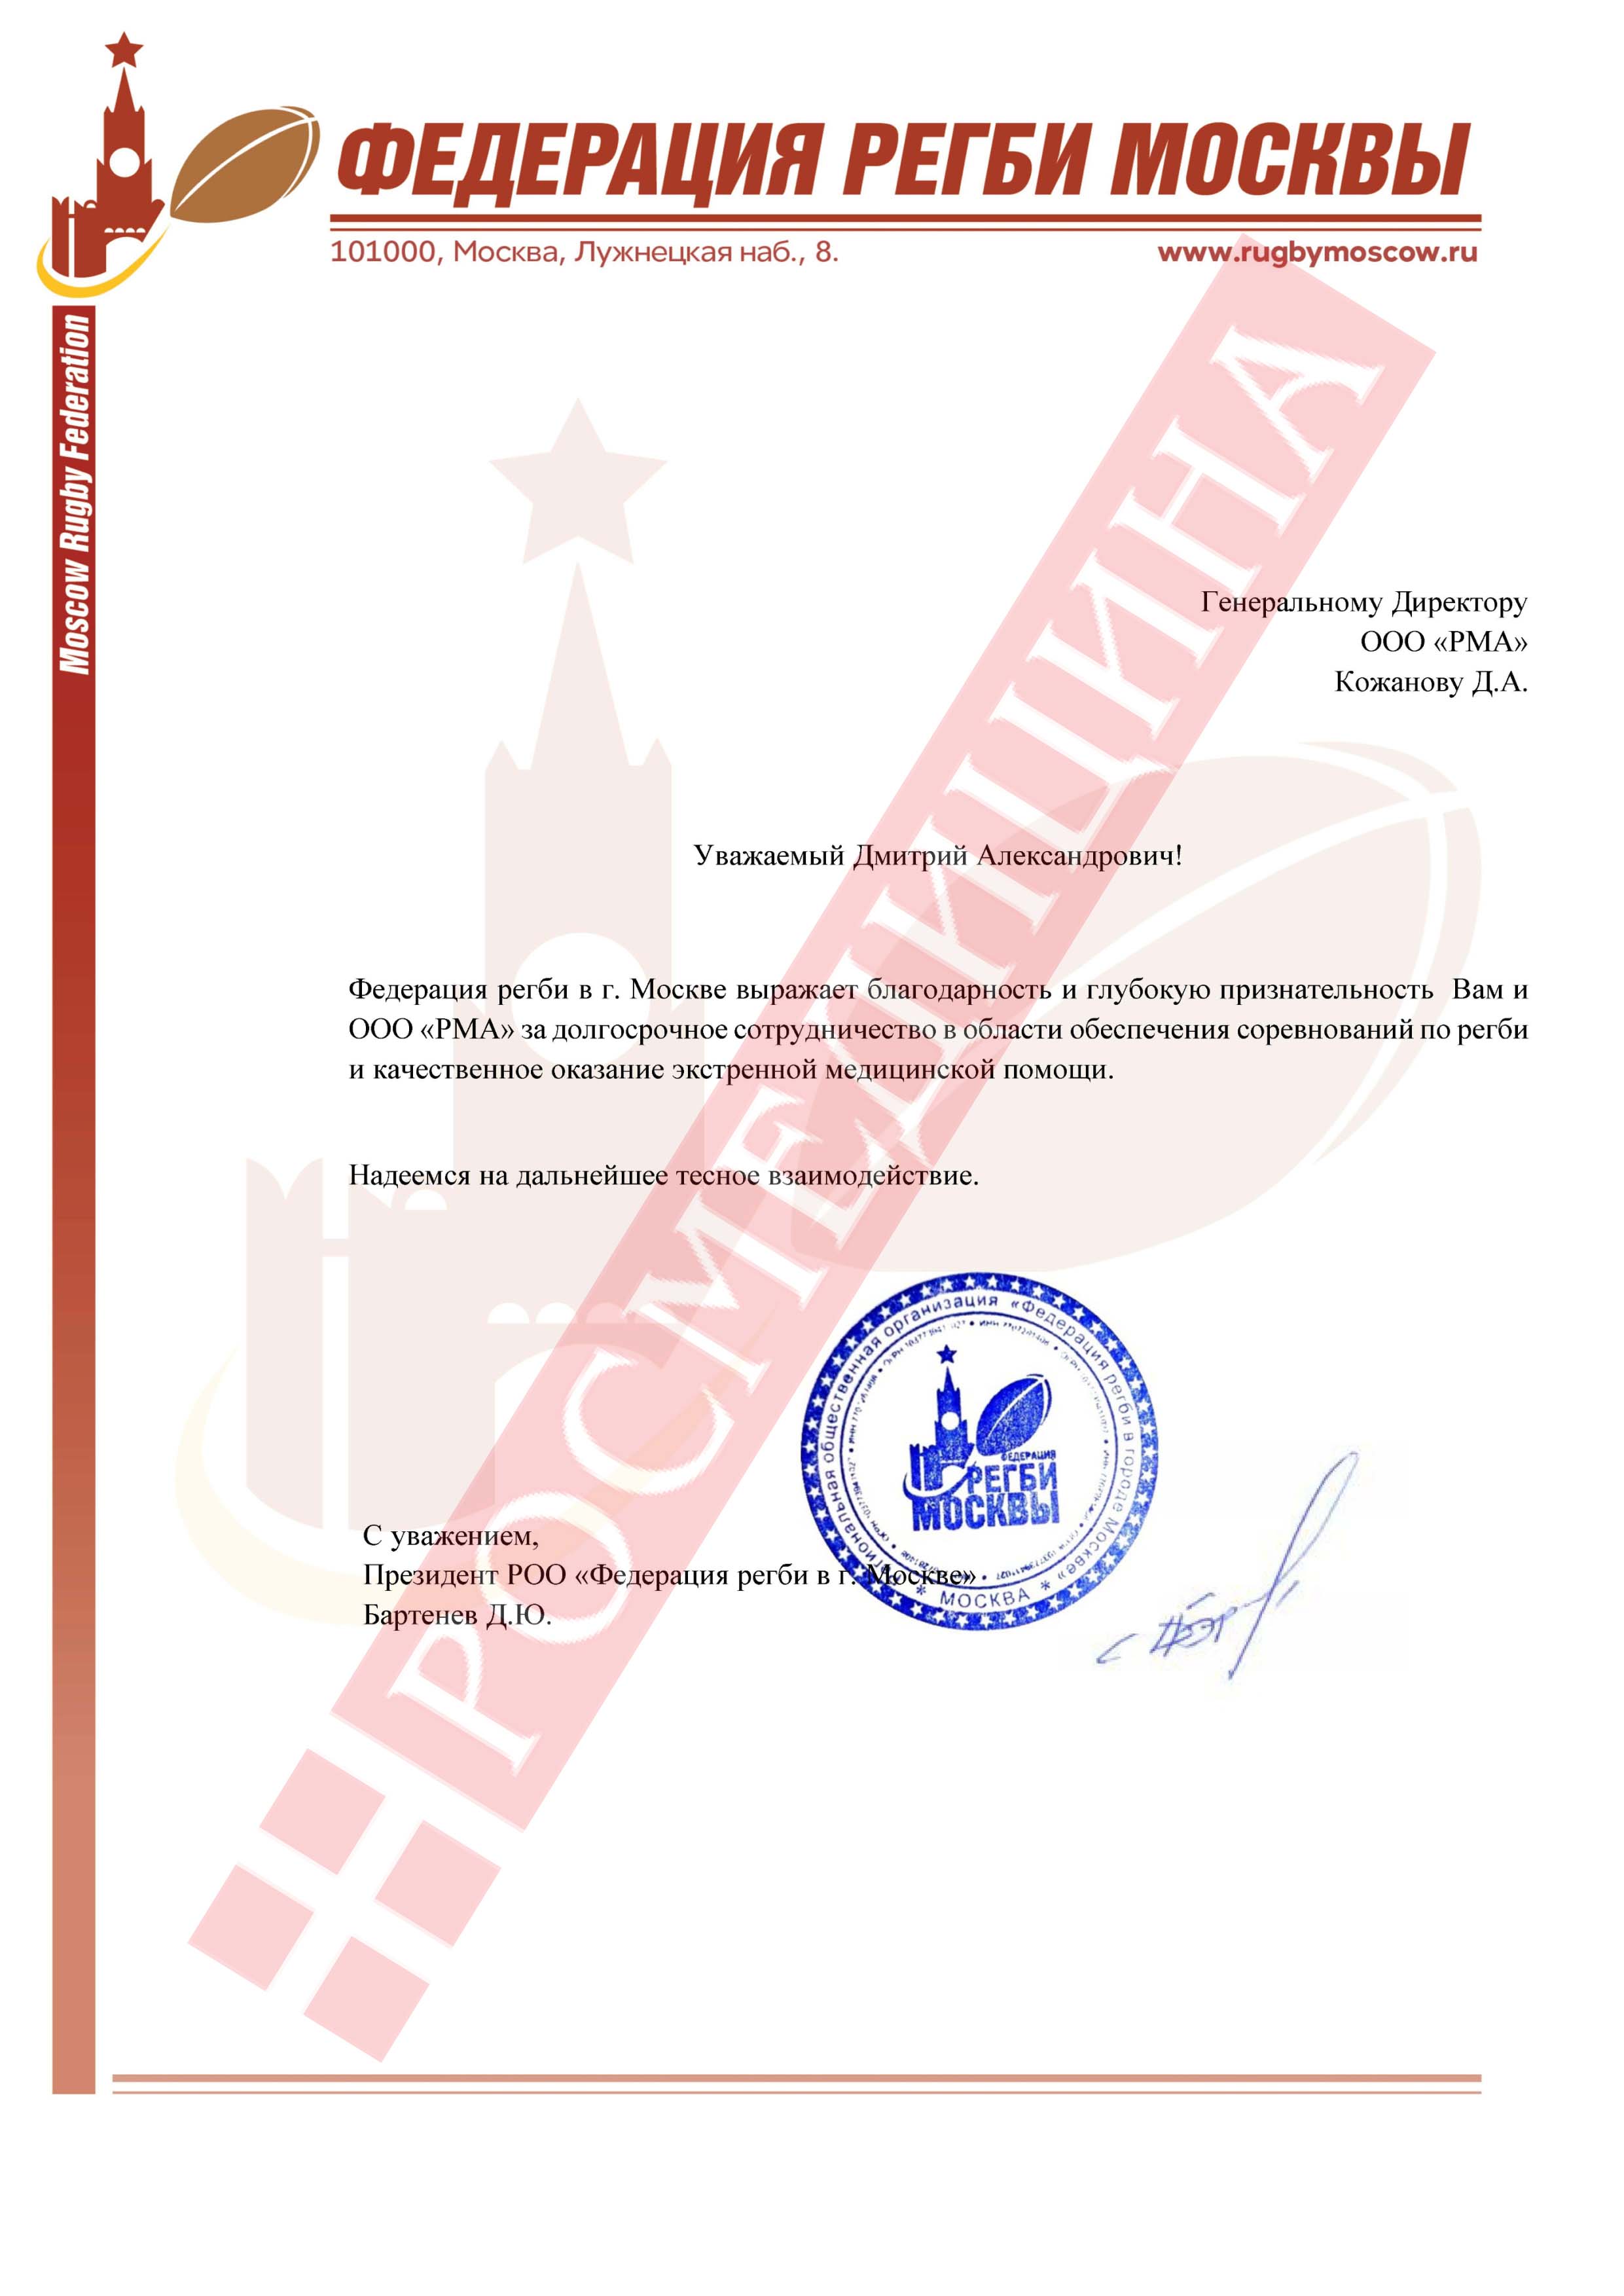 ФЕДЕРАЦИЯ РЕГБИ МОСКВЫ
101000, Москва, Лужнецкая наб., 8.
www.rugbymoscow.ru
Moscow Rugby Federation
Генеральному Директору
ООО «РМА»
Кожанову Д.А.
Уважаемый Дмитрий Александрович!
Федерация регби в г. Москве выражает благодарность и глубокую признательность Вам и
ООО «РМА» за долгосрочное сотрудничество в области обеспечения соревнований по регби
и качественное оказание экстренной медицинской помощи.
Надеемся на дальнейшее тесное взаимодействие.
С уважением,
Президент РОО «Федерация регби в г. Москве»
Бартенев Д.Ю.
региональная общественная организация «Федерация регби в городе Москве»
* МОСКВА *
ФЕДЕРАЦИЯ
РЕГБИ
МОСКВЫ
РОСМЕДИЦИНА